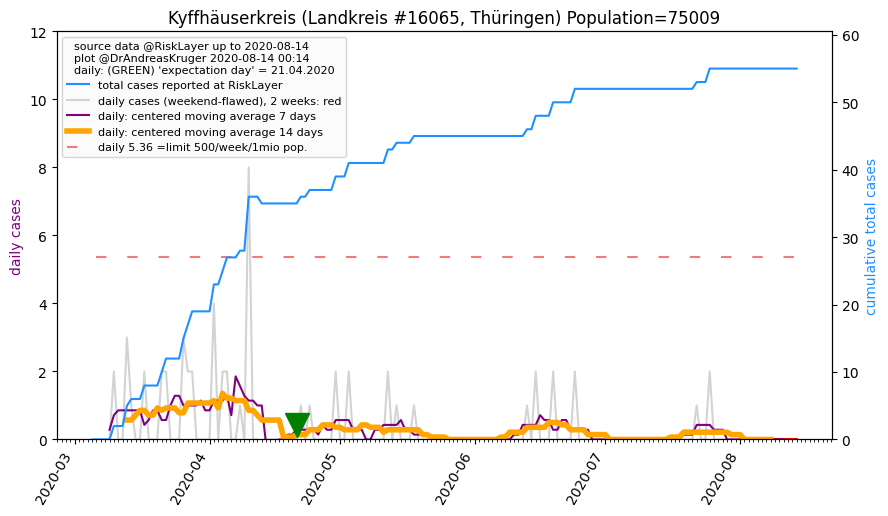 Kyffhäuserkreis (Landkreis #16065, Thüringen) Population=75009
source data @RiskLayer up to 2020-08-14
plot @DrAndreasKruger 2020-08-14 00:14
daily: (GREEN) 'expectation day' = 21.04.2020
total cases reported at RiskLayer
daily cases (weekend-flawed), 2 weeks: red
daily: centered moving average 7 days
daily: centered moving average 14 days
daily 5.36 =limit 500/week/1mio pop.
daily cases
12
10
8
6
4
2
0
cumulative total cases
60
50
40
30
20
10
0
2020-03
2020-04
2020-05
2020-06
2020-07
2020-08